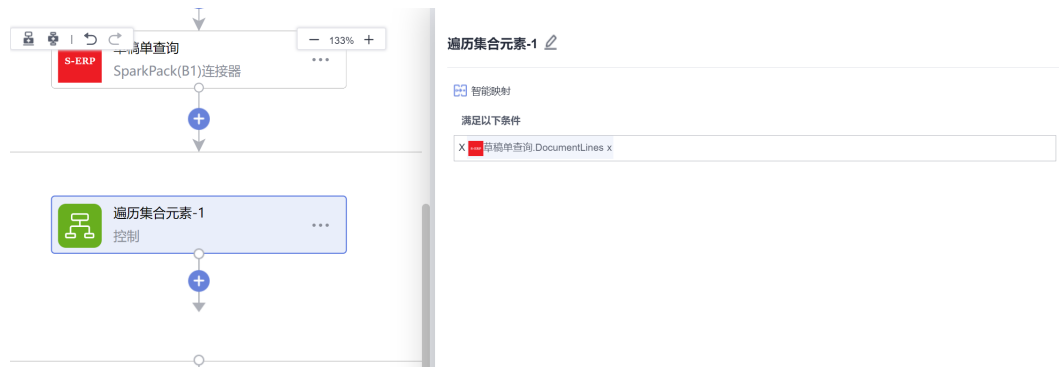 S-ERP
草稿单查询
SparkPack(B1)连接器
133%
遍历集合元素-1
控制
遍历集合元素-1
智能映射
满足以下条件
X S-ERP 草稿单查询.DocumentLines x